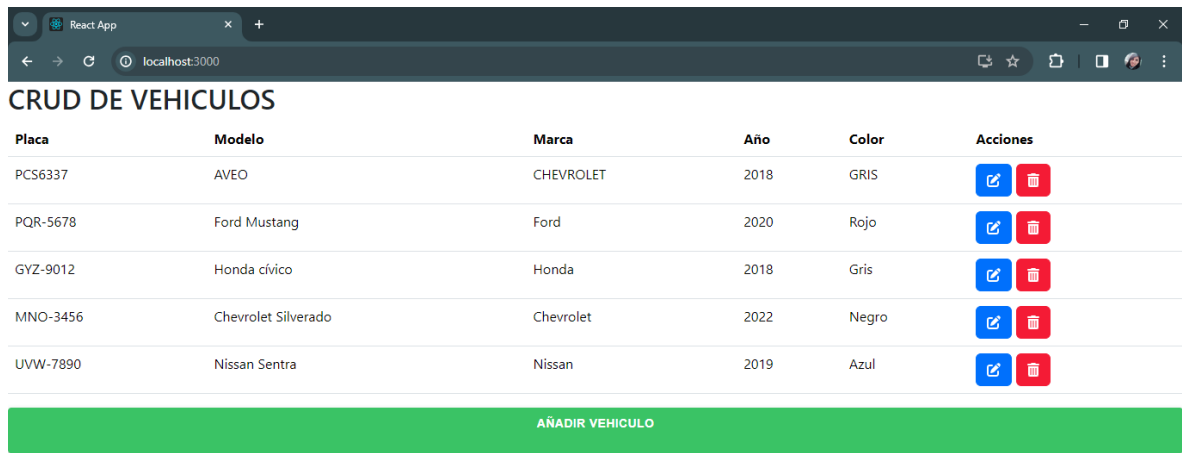 React App
localhost:3000
CRUD DE VEHICULOS
Placa Modelo Marca Año Color Acciones
PCS6337 AVEO CHEVROLET 2018 GRIS
PQR-5678 Ford Mustang Ford 2020 Rojo
GYZ-9012 Honda cívico Honda 2018 Gris
MNO-3456 Chevrolet Silverado Chevrolet 2022 Negro
UVW-7890 Nissan Sentra Nissan 2019 Azul
AÑADIR VEHICULO